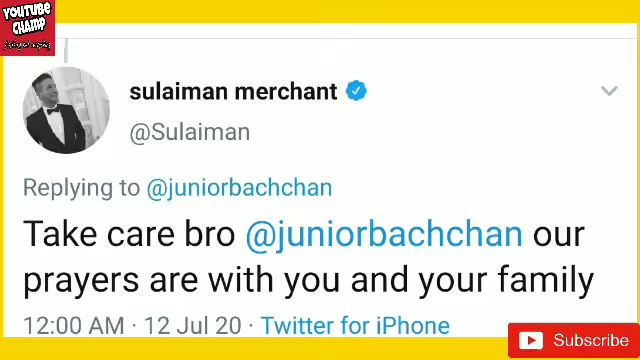 YOUTUBE
CHAMP
sulaiman merchant
@Sulaiman
Replying to @juniorbachchan
Take care bro @juniorbachchan our
prayers are with you and your family
12:00 AM · 12 Jul 20 · Twitter for iPhone
Subscribe